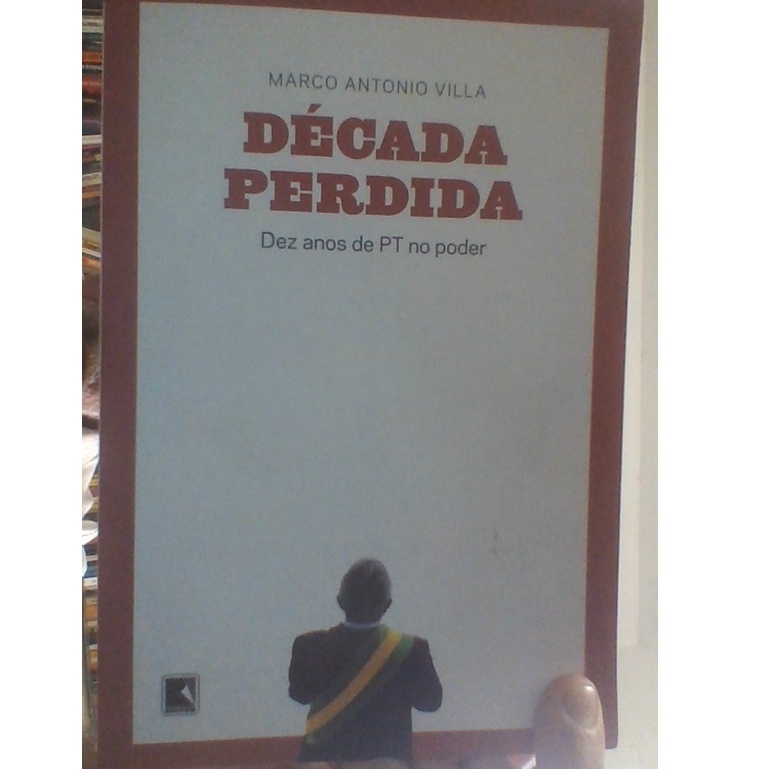 MARCO ANTONIO VILLA
DÉCADA
PERDIDA
Dez anos de PT no poder